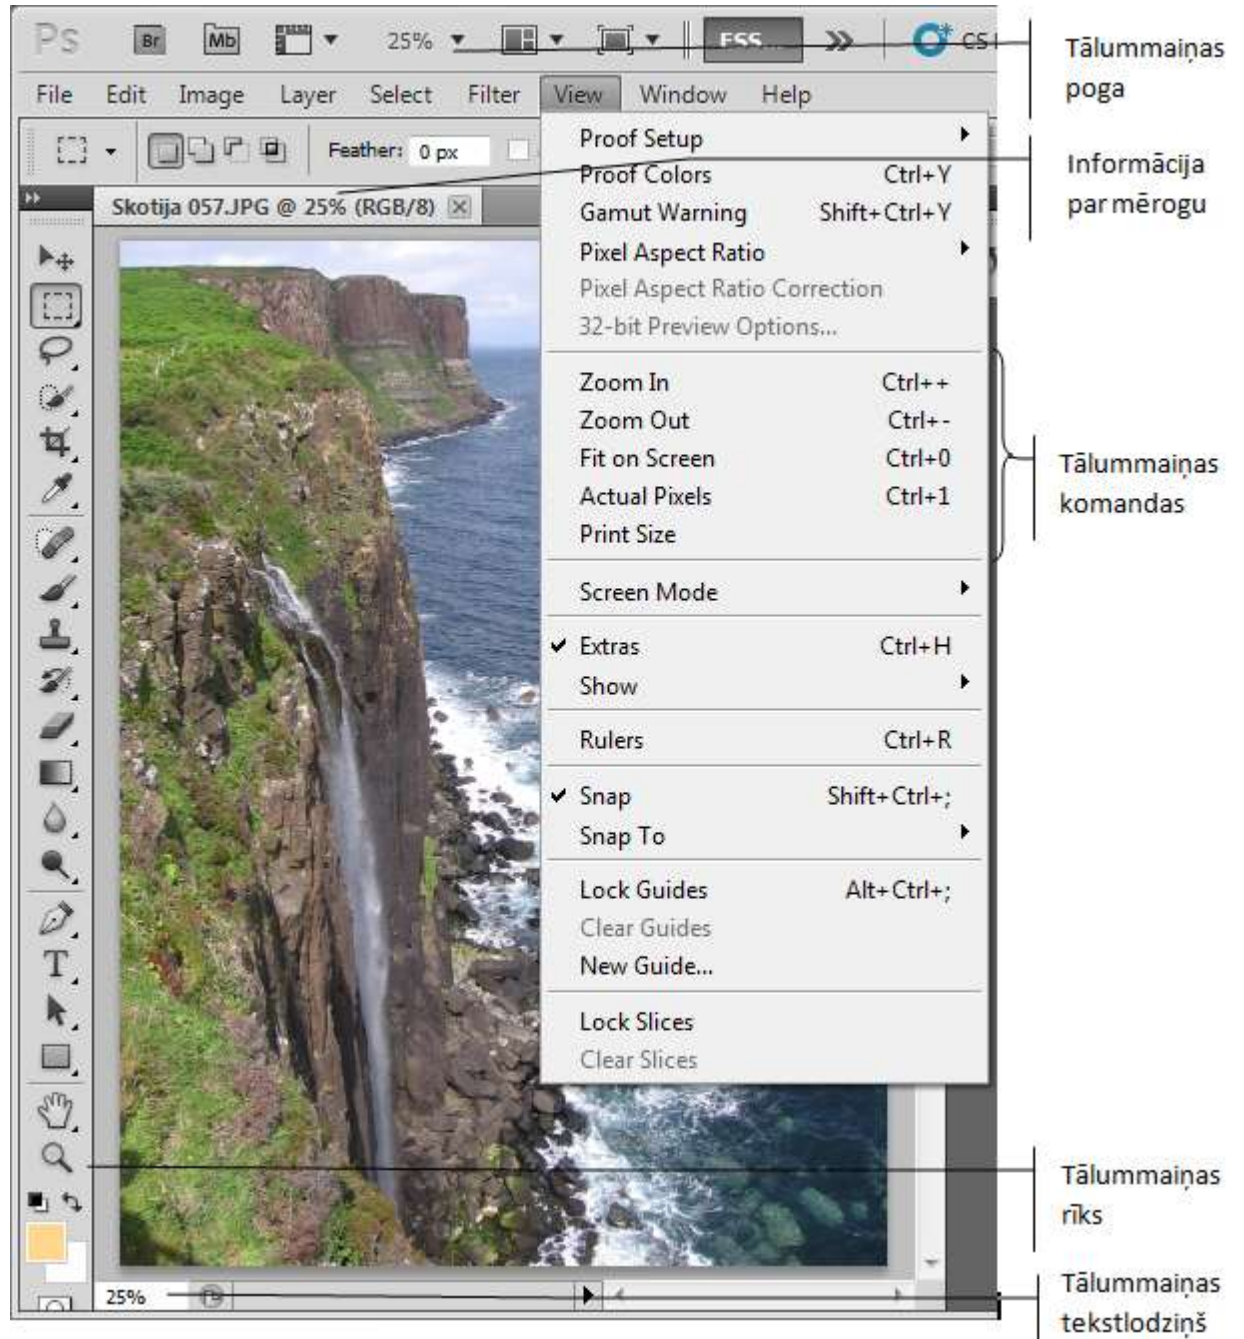 Ps Br Mb 25% ESS... CS
Tālummaiņas
poga
File Edit Image Layer Select Filter View Window Help
Feather: 0 px
Informācija
par mērogu
Skotija 057.JPG @ 25% (RGB/8)
Proof Setup
Proof Colors Ctrl+Y
Gamut Warning Shift+Ctrl+Y
Pixel Aspect Ratio
Pixel Aspect Ratio Correction
32-bit Preview Options...
Zoom In Ctrl++
Zoom Out Ctrl+-
Fit on Screen Ctrl+0
Actual Pixels Ctrl+1
Print Size
Tālummaiņas
komandas
Screen Mode
Extras Ctrl+H
Show
Rulers Ctrl+R
Snap Shift+Ctrl+;
Snap To
Lock Guides Alt+Ctrl+;
Clear Guides
New Guide...
Lock Slices
Clear Slices
Tālummaiņas
rīks
25%
Tālummaiņas
tekstlodziņš